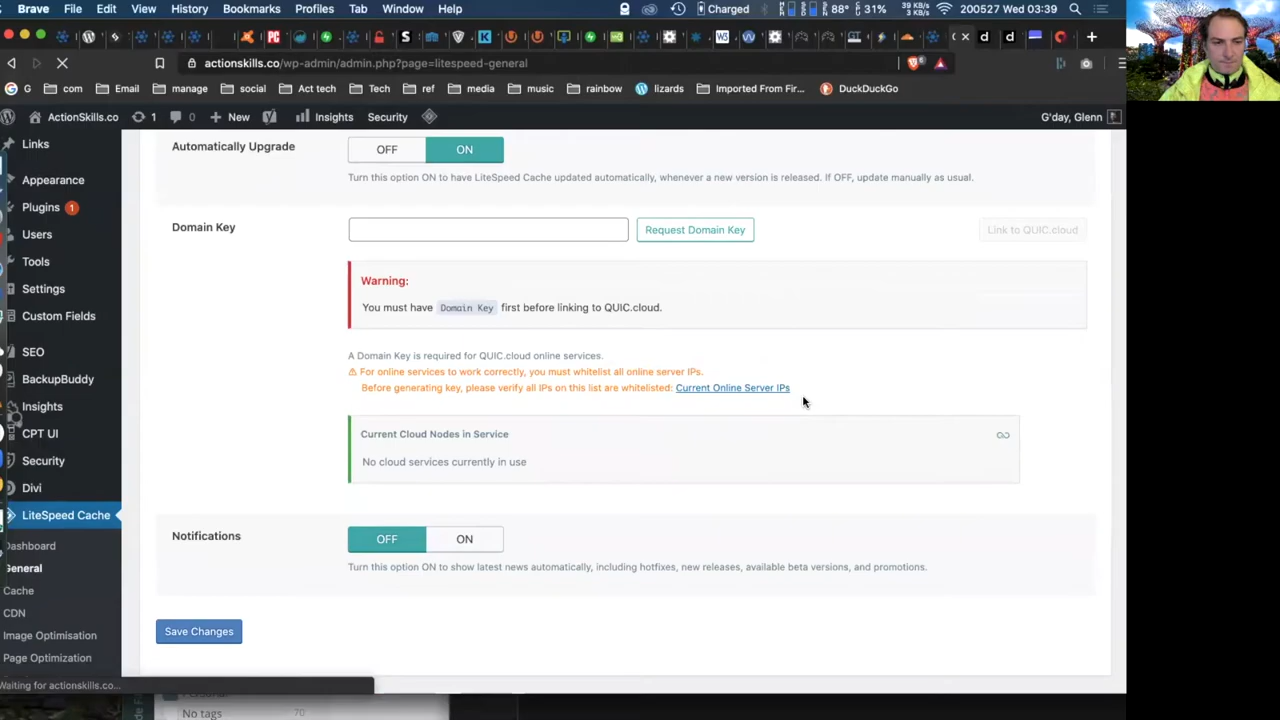 Brave File Edit View History Bookmarks Profiles Tab Window Help Charged 88° 31% 39 KB/s 4 KB/s 200527 Wed 03:39
actionskills.co/wp-admin/admin.php?page=litespeed-general
G com Email manage social Act tech Tech ref media music rainbow lizards Imported From Fir... DuckDuckGo
ActionSkills.co 1 0 New Insights Security G'day, Glenn
Links
Appearance
Plugins 1
Users
Tools
Settings
Custom Fields
SEO
BackupBuddy
Insights
CPT UI
Security
Divi
LiteSpeed Cache
Dashboard
General
Cache
CDN
Image Optimisation
Page Optimization
Automatically Upgrade OFF ON
Turn this option ON to have LiteSpeed Cache updated automatically, whenever a new version is released. If OFF, update manually as usual.
Domain Key Request Domain Key Link to QUIC.cloud
Warning:
You must have Domain Key first before linking to QUIC.cloud.
A Domain Key is required for QUIC.cloud online services.
⚠ For online services to work correctly, you must whitelist all online server IPs.
Before generating key, please verify all IPs on this list are whitelisted: Current Online Server IPs
Current Cloud Nodes in Service
No cloud services currently in use
Notifications OFF ON
Turn this option ON to show latest news automatically, including hotfixes, new releases, available beta versions, and promotions.
Save Changes
Waiting for actionskills.co...
No tags 70